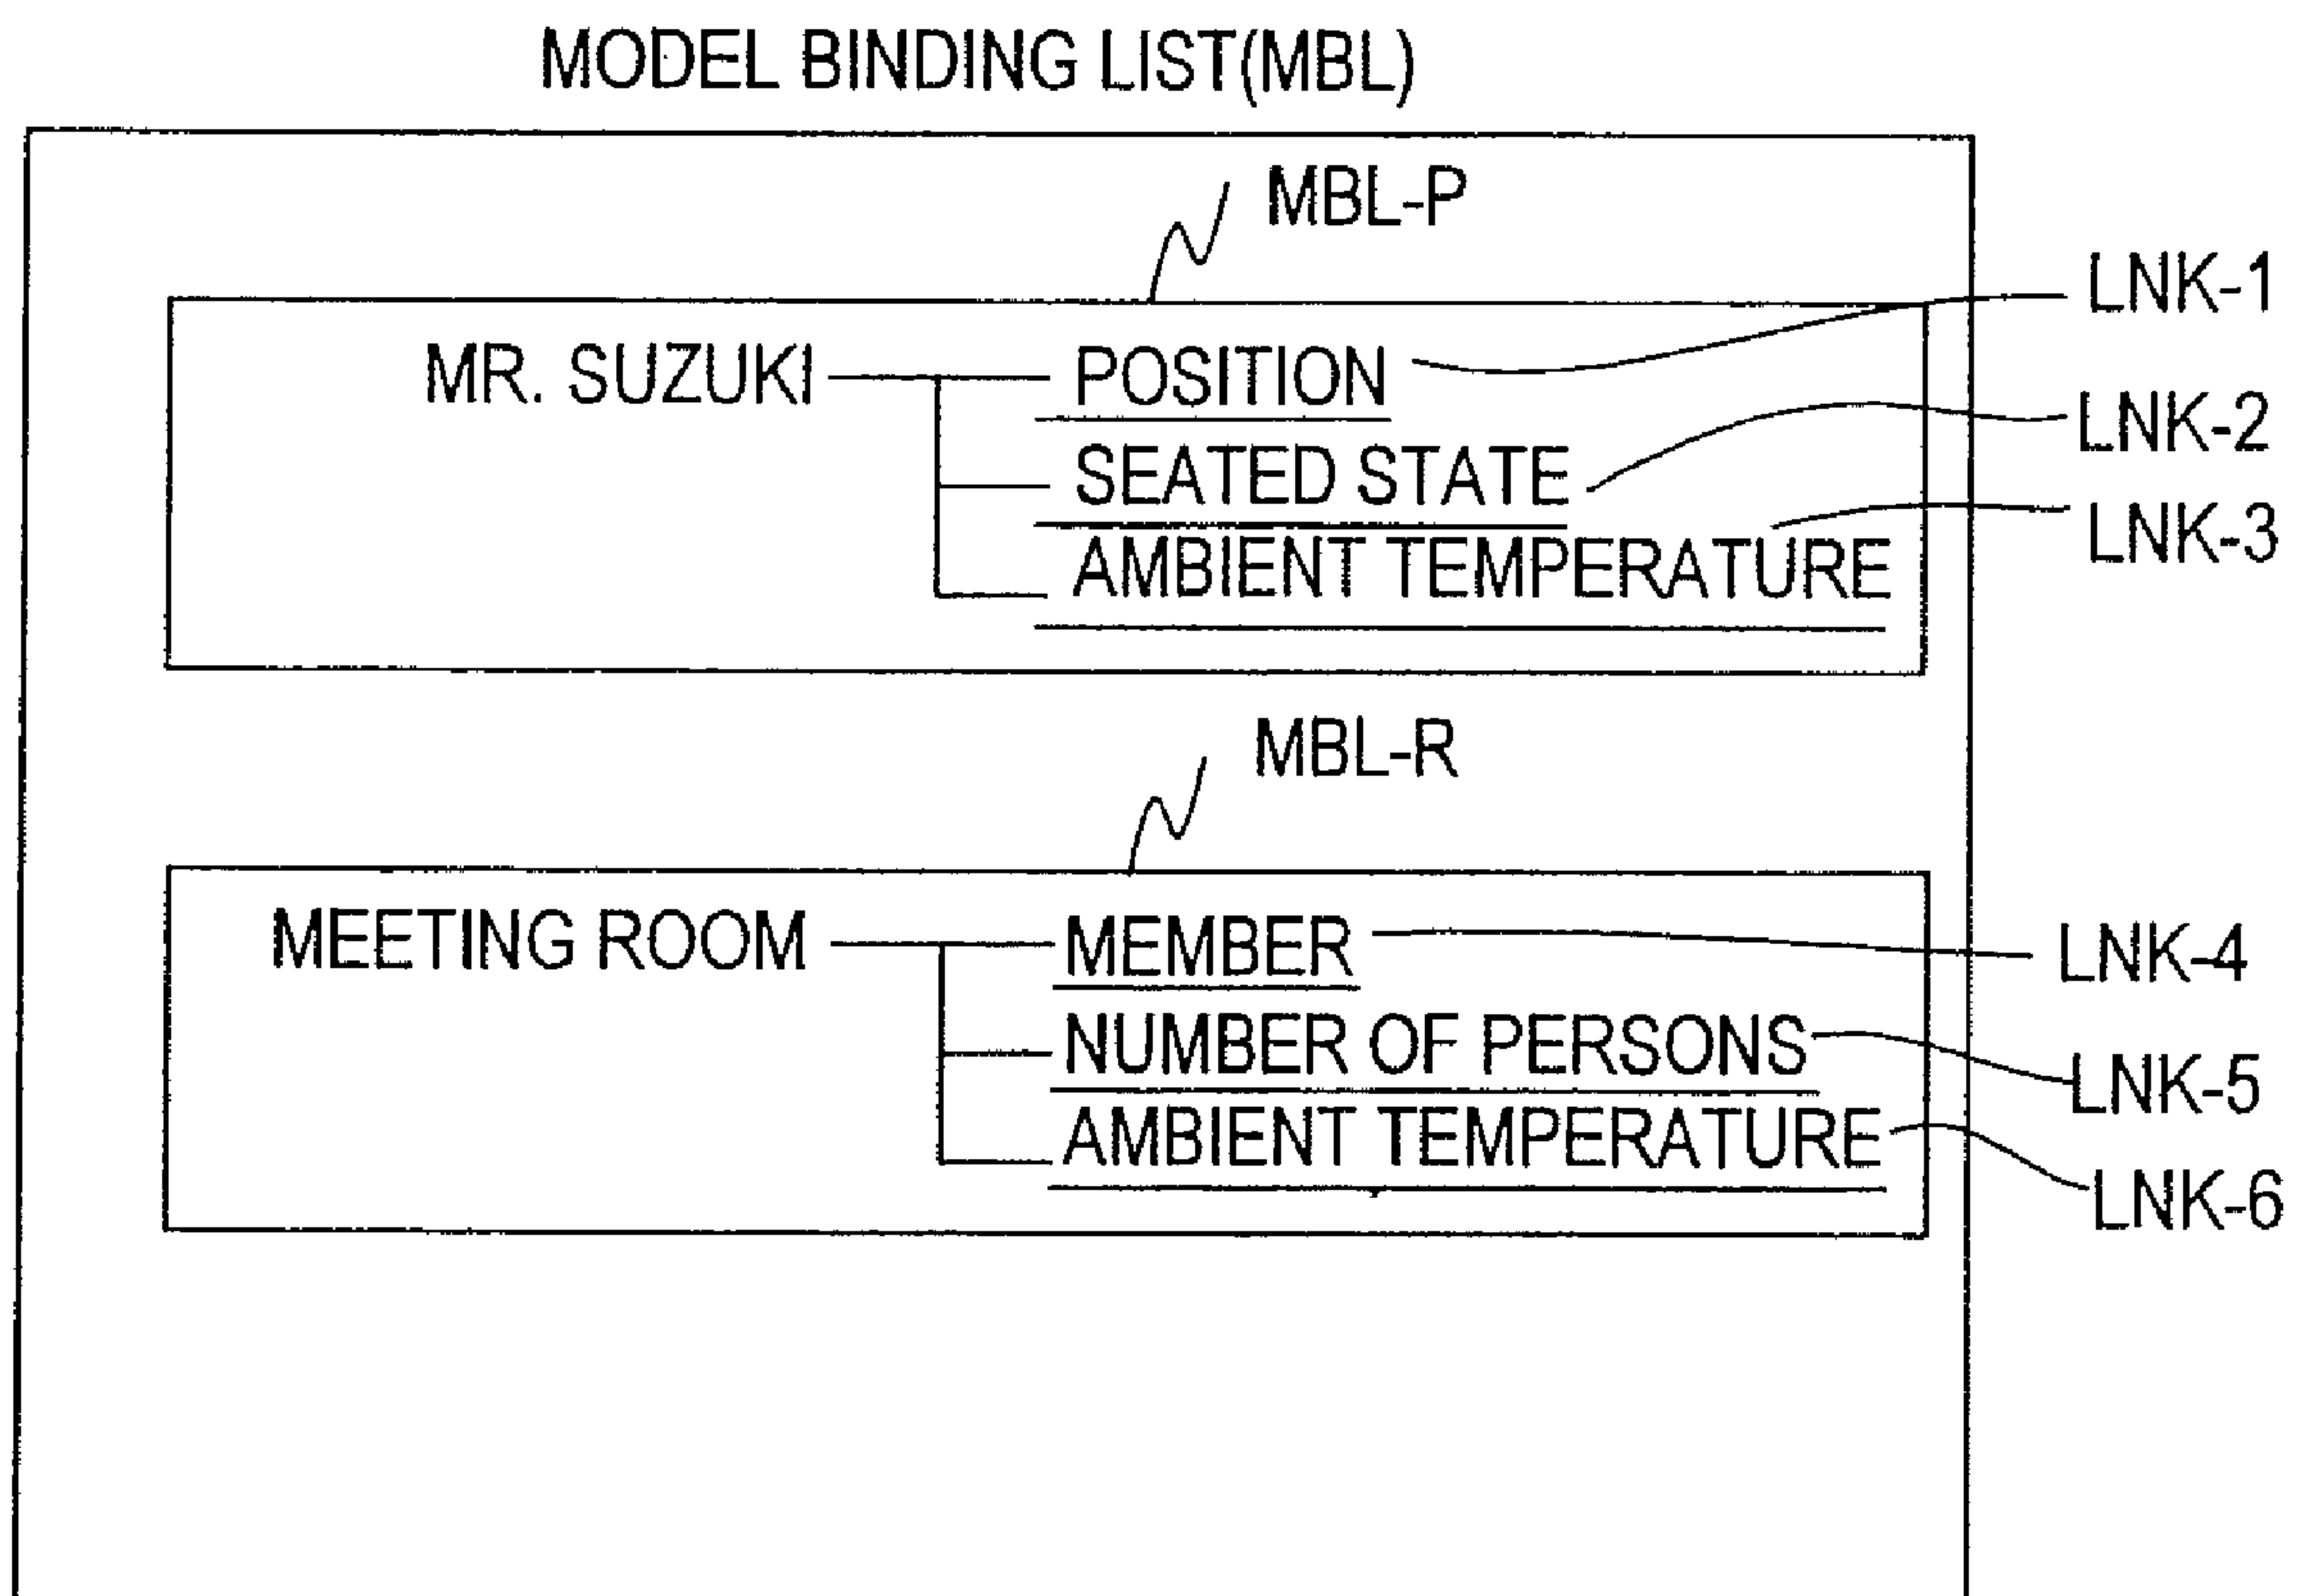 MODEL BINDING LIST(MBL)
MBL-P
LNK-1
MR. SUZUKI
POSITION
LNK-2
SEATED STATE
LNK-3
AMBIENT TEMPERATURE
MBL-R
MEETING ROOM
MEMBER
LNK-4
NUMBER OF PERSONS
LNK-5
AMBIENT TEMPERATURE
LNK-6